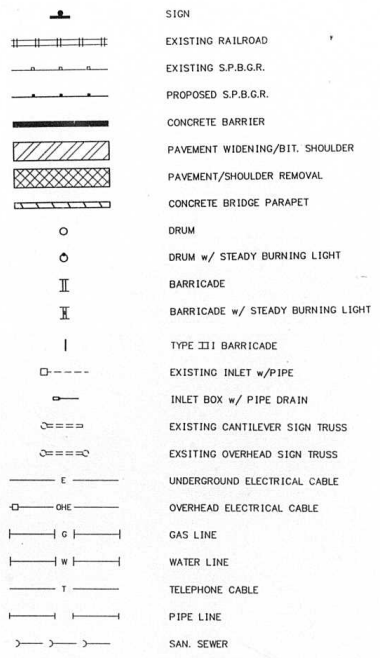 SIGN
EXISTING RAILROAD
EXISTING S.P.B.G.R.
PROPOSED S.P.B.G.R.
CONCRETE BARRIER
PAVEMENT WIDENING/BIT. SHOULDER
PAVEMENT/SHOULDER REMOVAL
CONCRETE BRIDGE PARAPET
DRUM
DRUM w/ STEADY BURNING LIGHT
BARRICADE
BARRICADE w/ STEADY BURNING LIGHT
TYPE III BARRICADE
EXISTING INLET w/PIPE
INLET BOX w/ PIPE DRAIN
EXISTING CANTILEVER SIGN TRUSS
EXSITING OVERHEAD SIGN TRUSS
E UNDERGROUND ELECTRICAL CABLE
OHE OVERHEAD ELECTRICAL CABLE
G GAS LINE
W WATER LINE
T TELEPHONE CABLE
PIPE LINE
SAN. SEWER